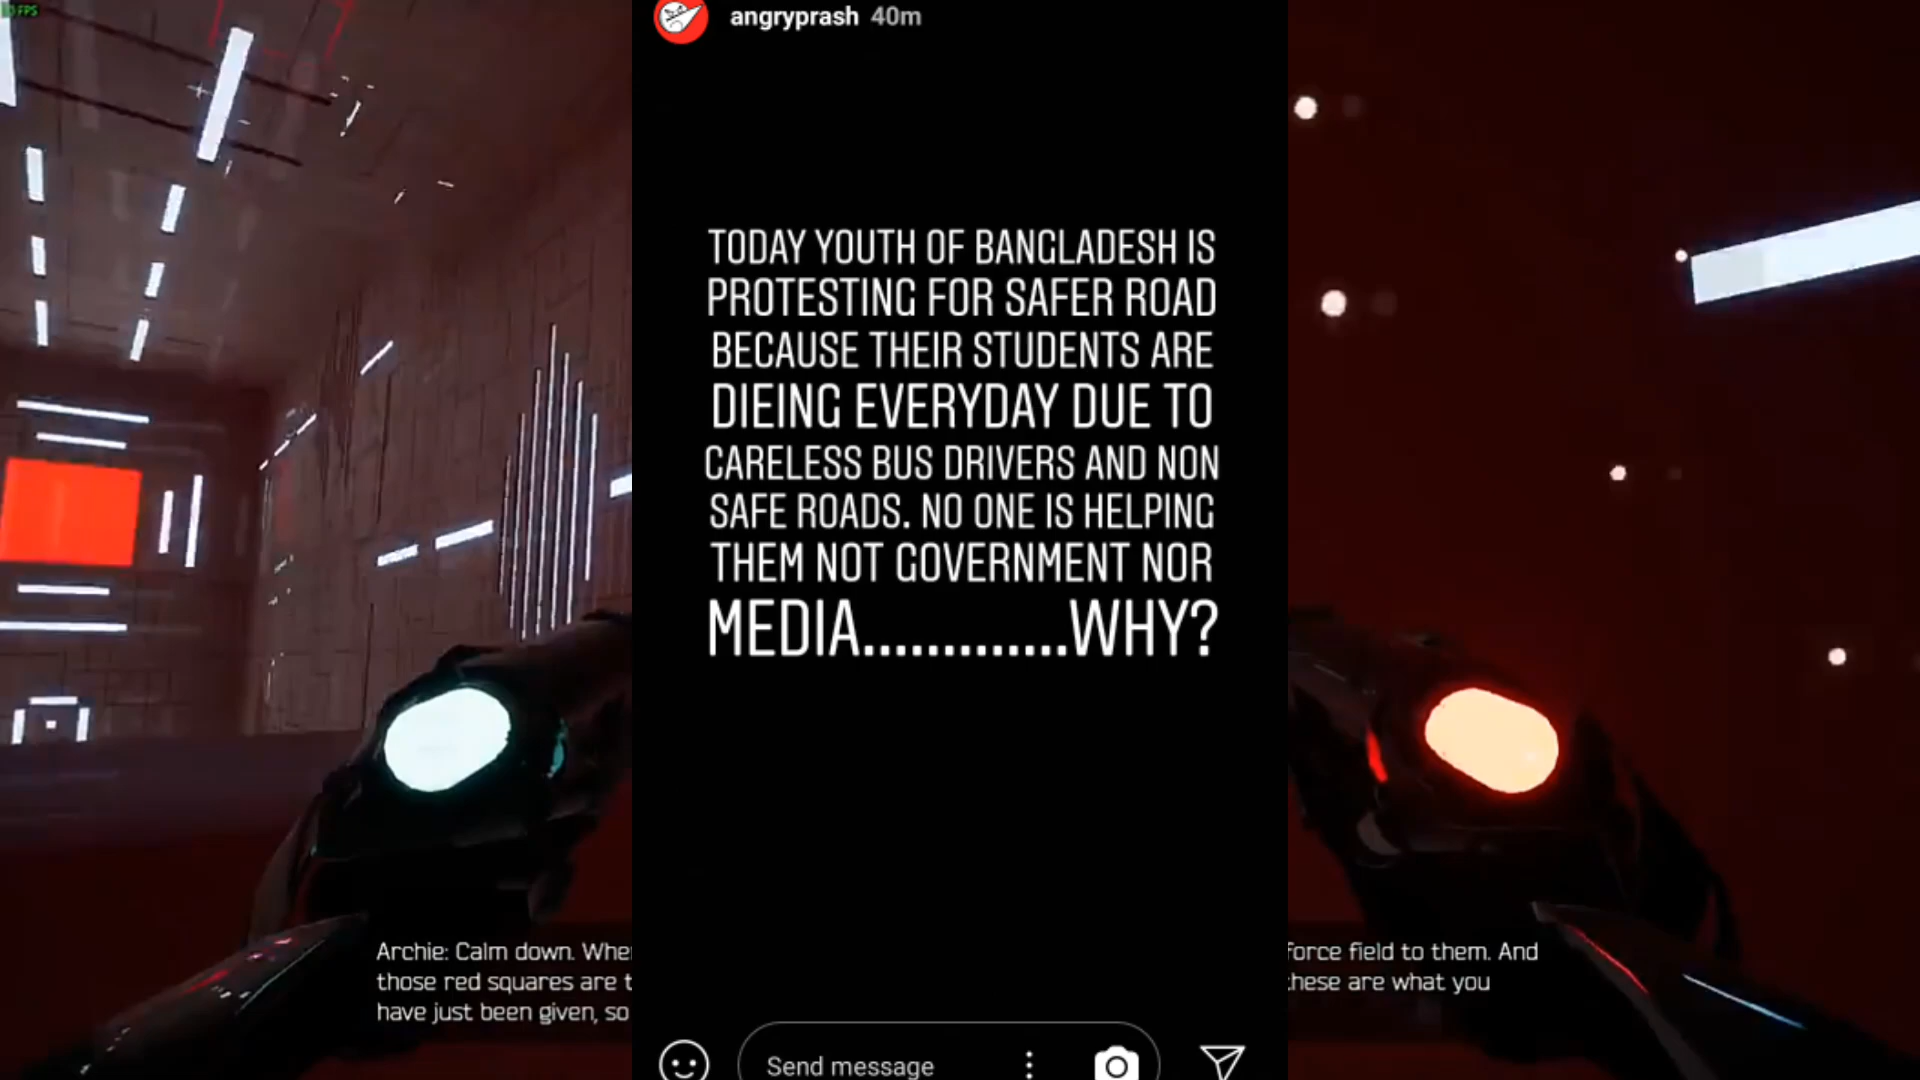 FPS
angryprash 40m
TODAY YOUTH OF BANGLADESH IS
PROTESTING FOR SAFER ROAD
BECAUSE THEIR STUDENTS ARE
DIEING EVERYDAY DUE TO
CARELESS BUS DRIVERS AND NON
SAFE ROADS. NO ONE IS HELPING
THEM NOT GOVERNMENT NOR
MEDIA.............WHY?
Archie: Calm down. Whe
those red squares are t
have just been given, so
force field to them. And
these are what you
Send message